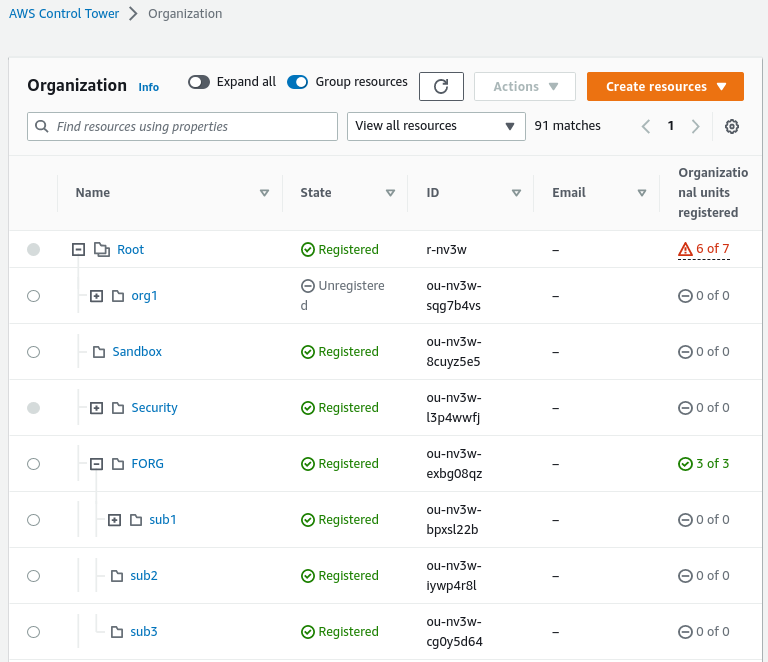 AWS Control Tower > Organization
Organization Info Expand all Group resources Actions Create resources
Find resources using properties View all resources 91 matches 1
Name State ID Email Organizatio
nal units
registered
Root Registered r-nv3w – 6 of 7
org1 Unregistere
d ou-nv3w-
sqg7b4vs – 0 of 0
Sandbox Registered ou-nv3w-
8cuyz5e5 – 0 of 0
Security Registered ou-nv3w-
l3p4wwfj – 0 of 0
FORG Registered ou-nv3w-
exbg08qz – 3 of 3
sub1 Registered ou-nv3w-
bpxsl22b – 0 of 0
sub2 Registered ou-nv3w-
iywp4r8l – 0 of 0
sub3 Registered ou-nv3w-
cg0y5d64 – 0 of 0